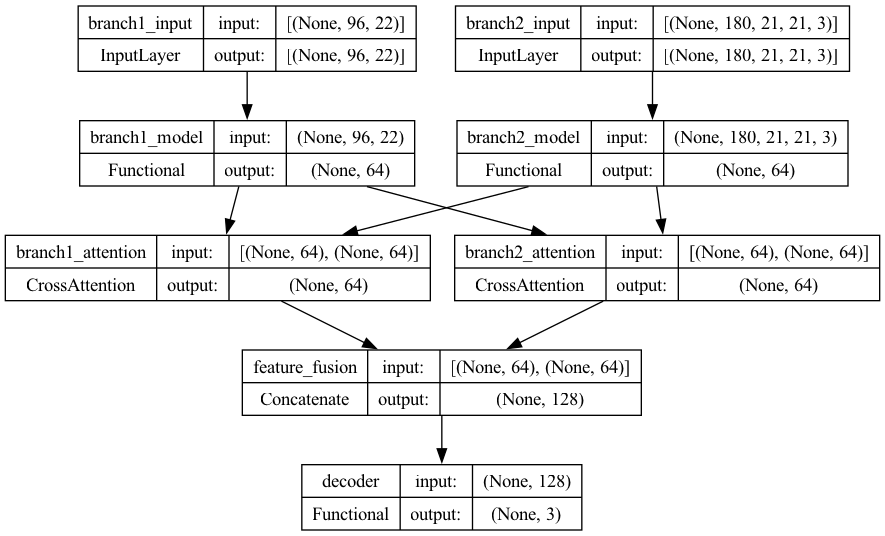 branch1_input input: [(None, 96, 22)]
InputLayer output: [(None, 96, 22)]
branch2_input input: [(None, 180, 21, 21, 3)]
InputLayer output: [(None, 180, 21, 21, 3)]
branch1_model input: (None, 96, 22)
Functional output: (None, 64)
branch2_model input: (None, 180, 21, 21, 3)
Functional output: (None, 64)
branch1_attention input: [(None, 64), (None, 64)]
CrossAttention output: (None, 64)
branch2_attention input: [(None, 64), (None, 64)]
CrossAttention output: (None, 64)
feature_fusion input: [(None, 64), (None, 64)]
Concatenate output: (None, 128)
decoder input: (None, 128)
Functional output: (None, 3)